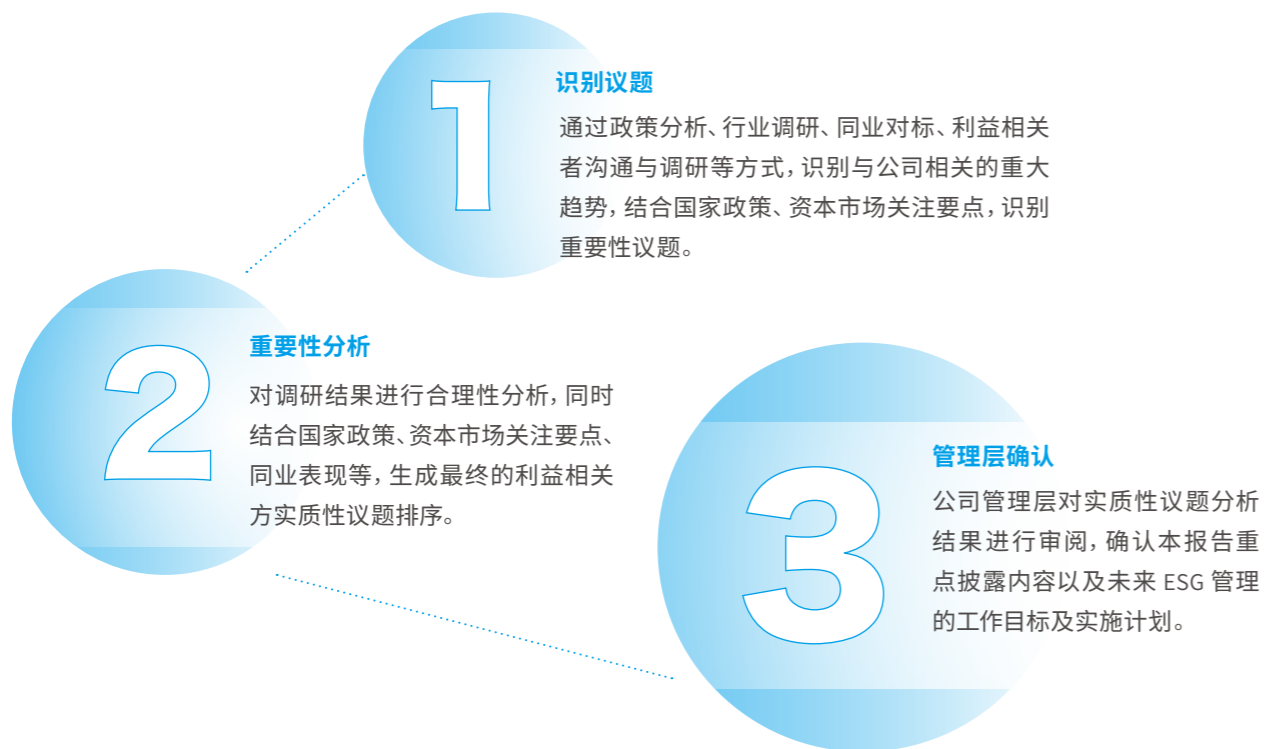 1
识别议题
通过政策分析、行业调研、同业对标、利益相关
者沟通与调研等方式，识别与公司相关的重大
趋势，结合国家政策、资本市场关注要点，识别
重要性议题。
2
重要性分析
对调研结果进行合理性分析，同时
结合国家政策、资本市场关注要点、
同业表现等，生成最终的利益相关
方实质性议题排序。
3
管理层确认
公司管理层对实质性议题分析
结果进行审阅，确认本报告重
点披露内容以及未来 ESG 管理
的工作目标及实施计划。